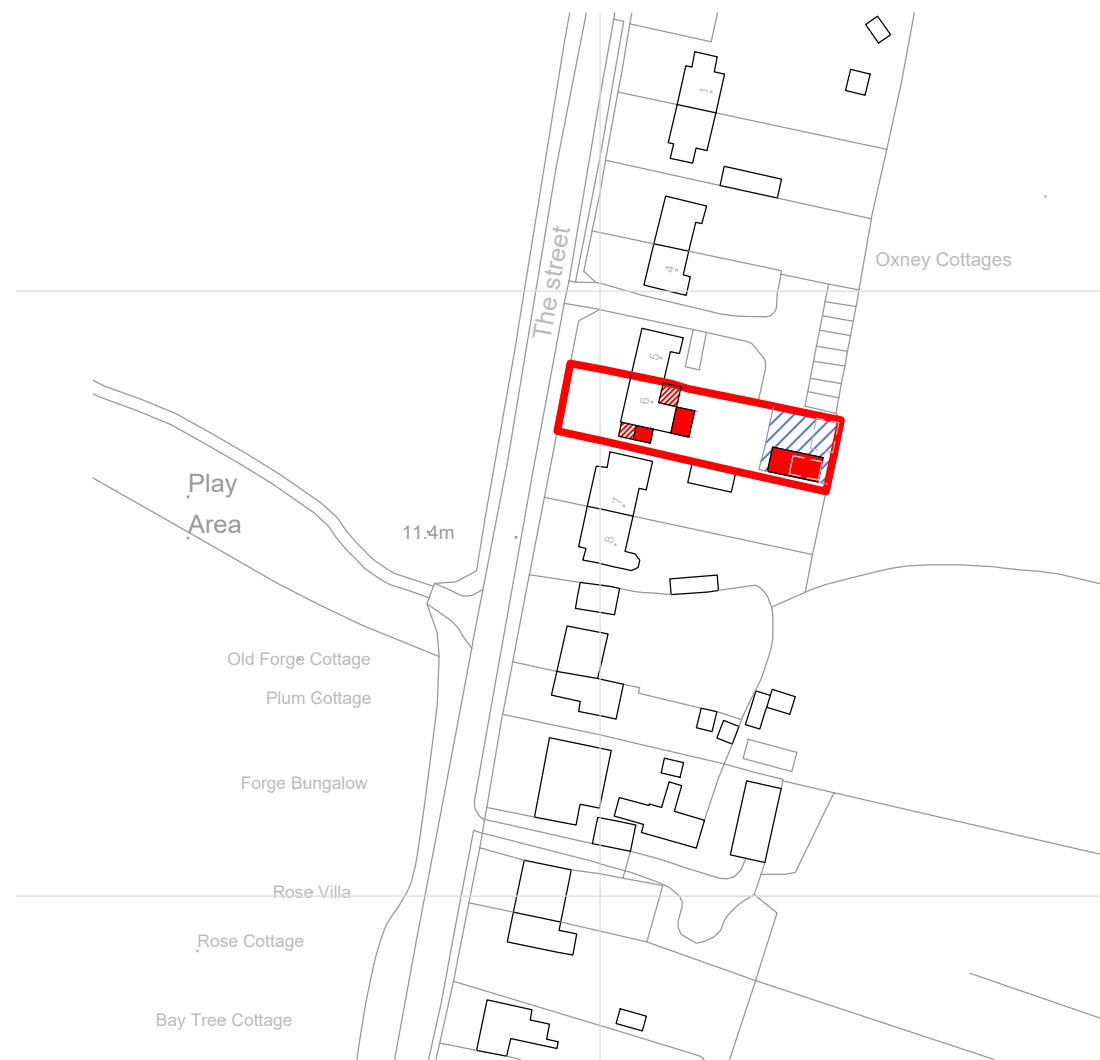 1
The street
Oxney Cottages
4
5
6
Play
Area
7
11.4m
8
Old Forge Cottage
Plum Cottage
Forge Bungalow
Rose Villa
Rose Cottage
Bay Tree Cottage